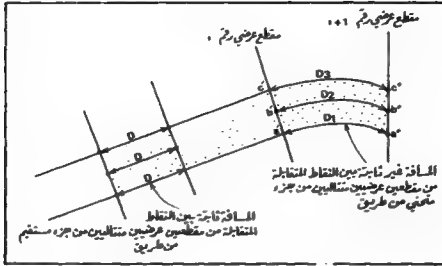 مقطع عرضي رقم ١+١
مقطع عرضي رقم ١
D3
c
c'
D2
b
b'
D1
a
a'
D
D
D
المسافة غير ثابتة بين النقاط المتقابلة
من مقطعين عرضيين متتاليين من جزء
منحني من طريق
المسافة ثابتة بين النقاط
المتقابلة من مقطعين عرضيين متتاليين من جزء مستقيم
من طريق